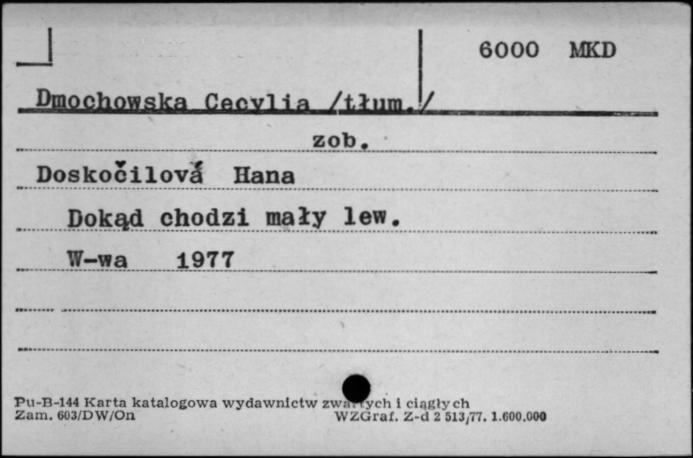 6000 MKD
Dmochowska Cecylia /tłum./
zob.
Doskočilová Hana
Dokąd chodzi mały lew.
W-wa 1977
Pu-B-144 Karta katalogowa wydawnictw zwartych i ciągłych
Zam. 603/DW/On WZGraf. Z-d 2 513/77. 1.600.000